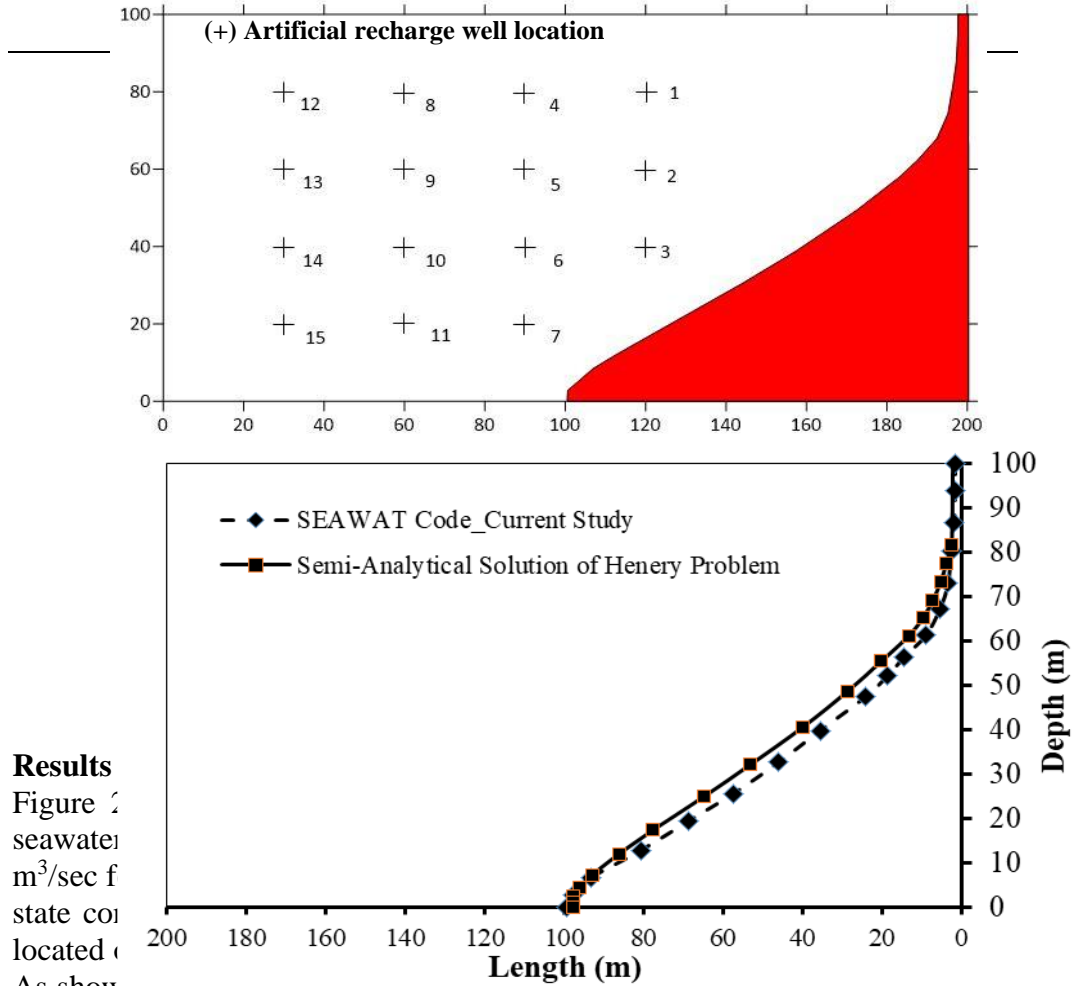 (+) Artificial recharge well location
100
80
60
40
20
0
12 8 4 1
13 9 5 2
14 10 6 3
15 11 7
0 20 40 60 80 100 120 140 160 180 200
SEAWAT Code_Current Study
Semi-Analytical Solution of Henery Problem
100
90
80
70
60
50
40
30
20
10
0
Depth (m)
200 180 160 140 120 100 80 60 40 20 0
Length (m)
Results
Figure
seawater
m³/sec
state
located
As